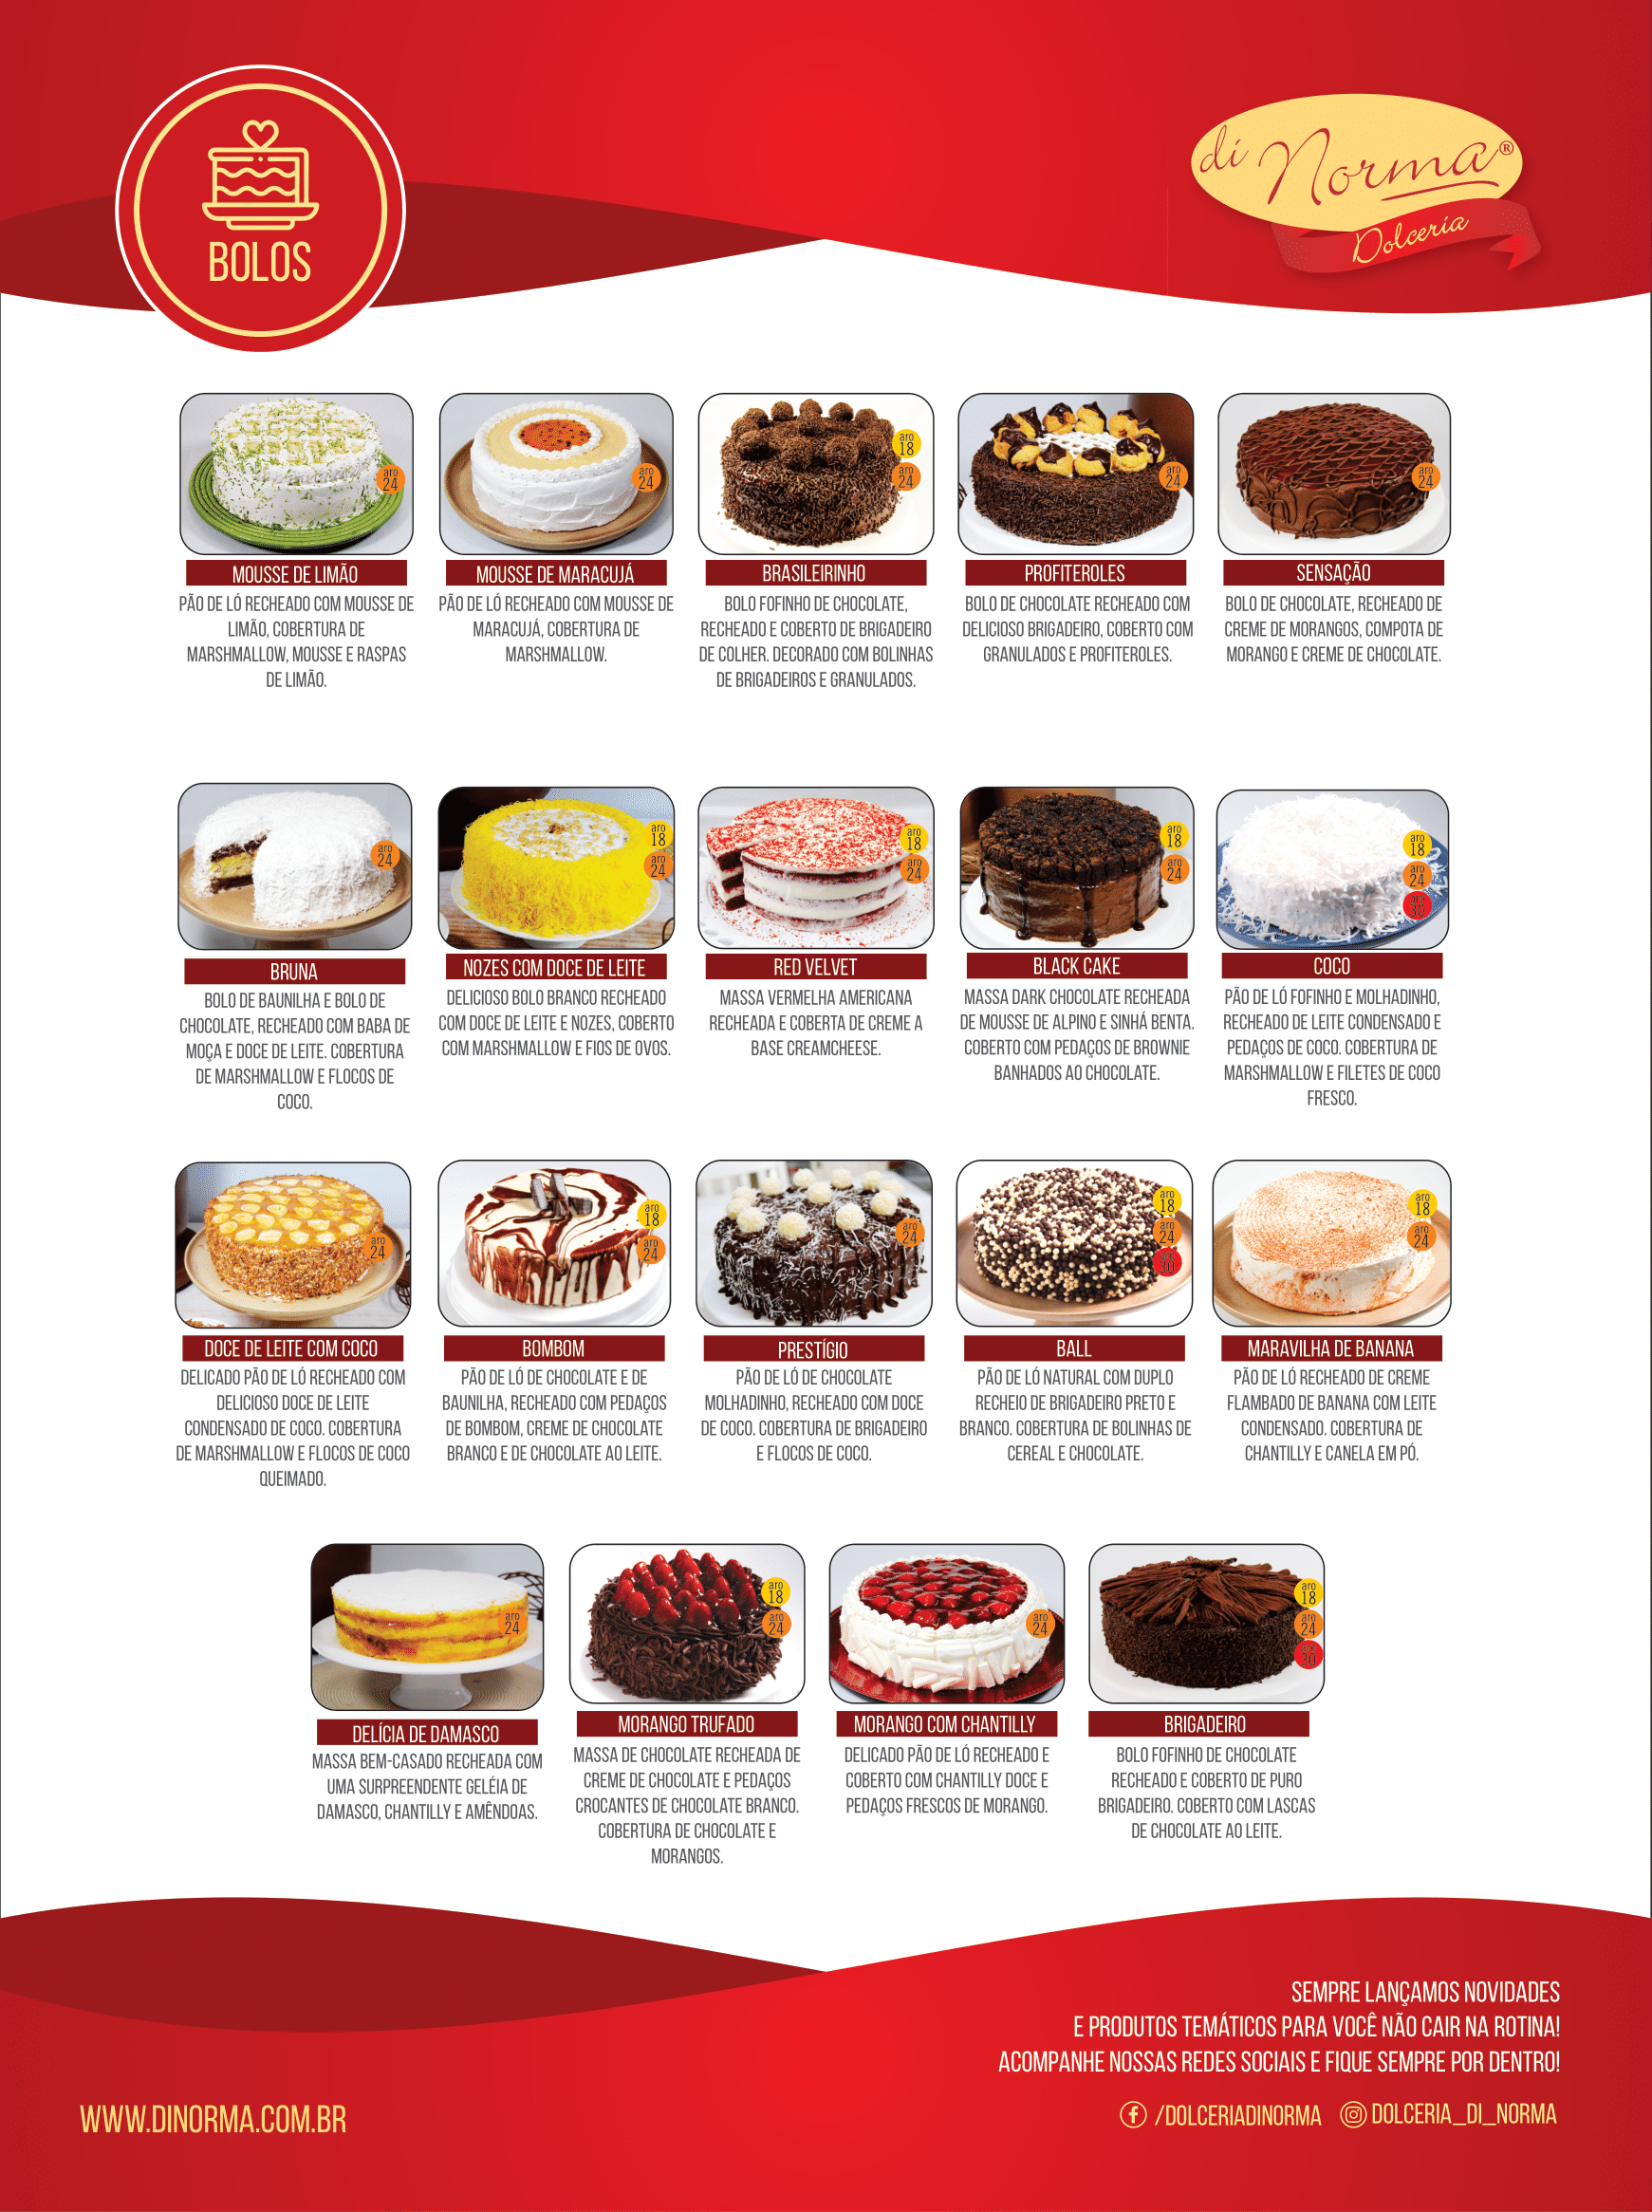 BOLOS
di Norma®
Dolceria
aro
24
MOUSSE DE LIMÃO
PÃO DE LÓ RECHEADO COM MOUSSE DE
LIMÃO, COBERTURA DE
MARSHMALLOW, MOUSSE E RASPAS
DE LIMÃO.
aro
24
MOUSSE DE MARACUJÁ
PÃO DE LÓ RECHEADO COM MOUSSE DE
MARACUJÁ, COBERTURA DE
MARSHMALLOW.
aro
18
aro
24
BRASILEIRINHO
BOLO FOFINHO DE CHOCOLATE,
RECHEADO E COBERTO DE BRIGADEIRO
DE COLHER. DECORADO COM BOLINHAS
DE BRIGADEIROS E GRANULADOS.
aro
24
PROFITEROLES
BOLO DE CHOCOLATE RECHEADO COM
DELICIOSO BRIGADEIRO, COBERTO COM
GRANULADOS E PROFITEROLES.
aro
24
SENSAÇÃO
BOLO DE CHOCOLATE, RECHEADO DE
CREME DE MORANGOS, COMPOTA DE
MORANGO E CREME DE CHOCOLATE.
aro
24
BRUNA
BOLO DE BAUNILHA E BOLO DE
CHOCOLATE, RECHEADO COM BABA DE
MOÇA E DOCE DE LEITE. COBERTURA
DE MARSHMALLOW E FLOCOS DE
COCO.
aro
18
aro
24
NOZES COM DOCE DE LEITE
DELICIOSO BOLO BRANCO RECHEADO
COM DOCE DE LEITE E NOZES, COBERTO
COM MARSHMALLOW E FIOS DE OVOS.
aro
18
aro
24
RED VELVET
MASSA VERMELHA AMERICANA
RECHEADA E COBERTA DE CREME A
BASE CREAMCHEESE.
aro
18
aro
24
BLACK CAKE
MASSA DARK CHOCOLATE RECHEADA
DE MOUSSE DE ALPINO E SINHÁ BENTA.
COBERTO COM PEDAÇOS DE BROWNIE
BANHADOS AO CHOCOLATE.
aro
18
aro
24
aro
30
COCO
PÃO DE LÓ FOFINHO E MOLHADINHO,
RECHEADO DE LEITE CONDENSADO E
PEDAÇOS DE COCO. COBERTURA DE
MARSHMALLOW E FILETES DE COCO
FRESCO.
aro
24
DOCE DE LEITE COM COCO
DELICADO PÃO DE LÓ RECHEADO COM
DELICIOSO DOCE DE LEITE
CONDENSADO DE COCO. COBERTURA
DE MARSHMALLOW E FLOCOS DE COCO
QUEIMADO.
aro
18
aro
24
BOMBOM
PÃO DE LÓ DE CHOCOLATE E DE
BAUNILHA, RECHEADO COM PEDAÇOS
DE BOMBOM, CREME DE CHOCOLATE
BRANCO E DE CHOCOLATE AO LEITE.
aro
24
PRESTÍGIO
PÃO DE LÓ DE CHOCOLATE
MOLHADINHO, RECHEADO COM DOCE
DE COCO. COBERTURA DE BRIGADEIRO
E FLOCOS DE COCO.
aro
18
aro
24
aro
30
BALL
PÃO DE LÓ NATURAL COM DUPLO
RECHEIO DE BRIGADEIRO PRETO E
BRANCO. COBERTURA DE BOLINHAS DE
CEREAL E CHOCOLATE.
aro
18
aro
24
MARAVILHA DE BANANA
PÃO DE LÓ RECHEADO DE CREME
FLAMBADO DE BANANA COM LEITE
CONDENSADO. COBERTURA DE
CHANTILLY E CANELA EM PÓ.
aro
24
DELÍCIA DE DAMASCO
MASSA BEM-CASADO RECHEADA COM
UMA SURPREENDENTE GELÉIA DE
DAMASCO, CHANTILLY E AMÊNDOAS.
aro
18
aro
24
MORANGO TRUFADO
MASSA DE CHOCOLATE RECHEADA DE
CREME DE CHOCOLATE E PEDAÇOS
CROCANTES DE CHOCOLATE BRANCO.
COBERTURA DE CHOCOLATE E
MORANGOS.
aro
24
MORANGO COM CHANTILLY
DELICADO PÃO DE LÓ RECHEADO E
COBERTO COM CHANTILLY DOCE E
PEDAÇOS FRESCOS DE MORANGO.
aro
18
aro
24
aro
30
BRIGADEIRO
BOLO FOFINHO DE CHOCOLATE
RECHEADO E COBERTO DE PURO
BRIGADEIRO. COBERTO COM LASCAS
DE CHOCOLATE AO LEITE.
SEMPRE LANÇAMOS NOVIDADES
E PRODUTOS TEMÁTICOS PARA VOCÊ NÃO CAIR NA ROTINA!
ACOMPANHE NOSSAS REDES SOCIAIS E FIQUE SEMPRE POR DENTRO!
WWW.DINORMA.COM.BR
/DOLCERIADINORMA
DOLCERIA_DI_NORMA